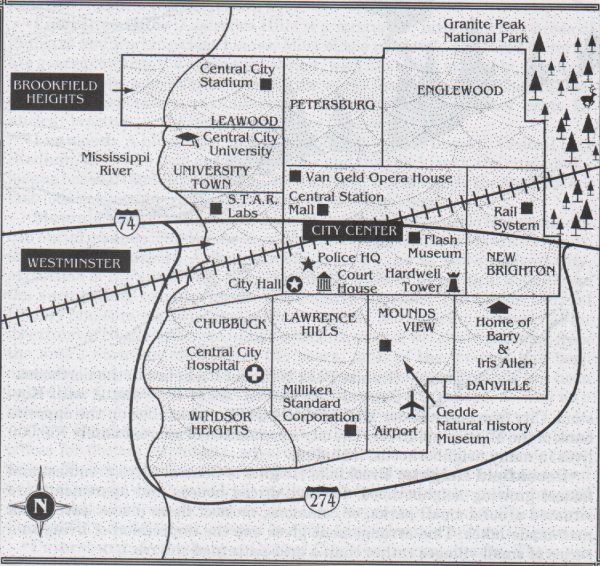 Granite Peak
National Park
BROOKFIELD
HEIGHTS
Central City
Stadium
LEAWOOD
PETERSBURG
ENGLEWOOD
Mississippi
River
Central City
University
UNIVERSITY
TOWN
Van Geld Opera House
S.T.A.R.
Labs
Central Station
Mall
Rail
System
74
CITY CENTER
WESTMINSTER
Flash
Museum
Police HQ
NEW
BRIGHTON
City Hall
Court
House
Hardwell
Tower
CHUBBUCK
LAWRENCE
HILLS
MOUNDS
VIEW
Home of
Barry
&
Iris Allen
DANVILLE
Central City
Hospital
WINDSOR
HEIGHTS
Milliken
Standard
Corporation
Airport
Gedde
Natural History
Museum
N
274